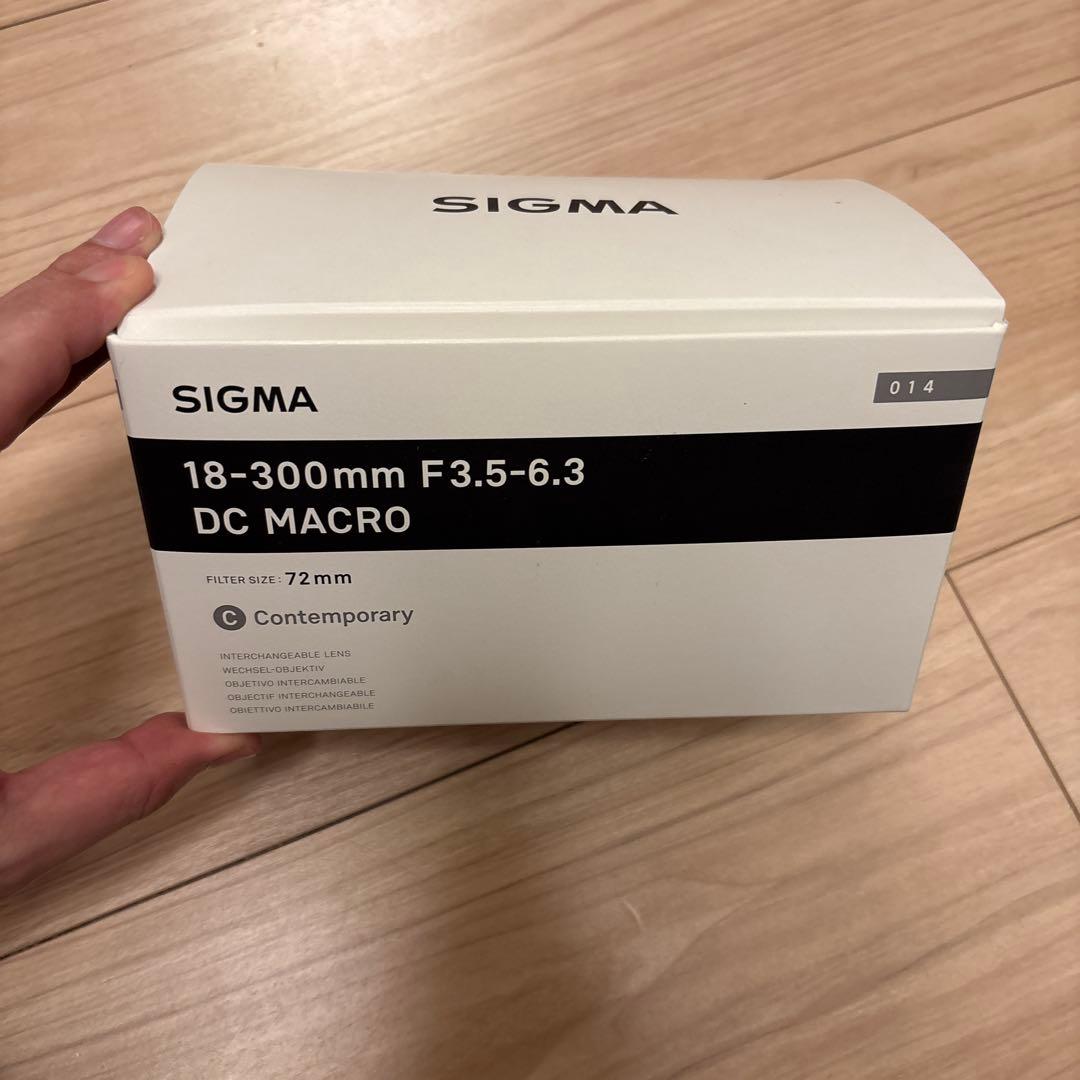 SIGMA
SIGMA
014
18-300mm F3.5-6.3
DC MACRO
FILTER SIZE: 72mm
C Contemporary
INTERCHANGEABLE LENS
WECHSEL-OBJEKTIV
OBJETIVO INTERCAMBIABLE
OBJECTIF INTERCHANGEABLE
OBIETTIVO INTERCAMBIABILE